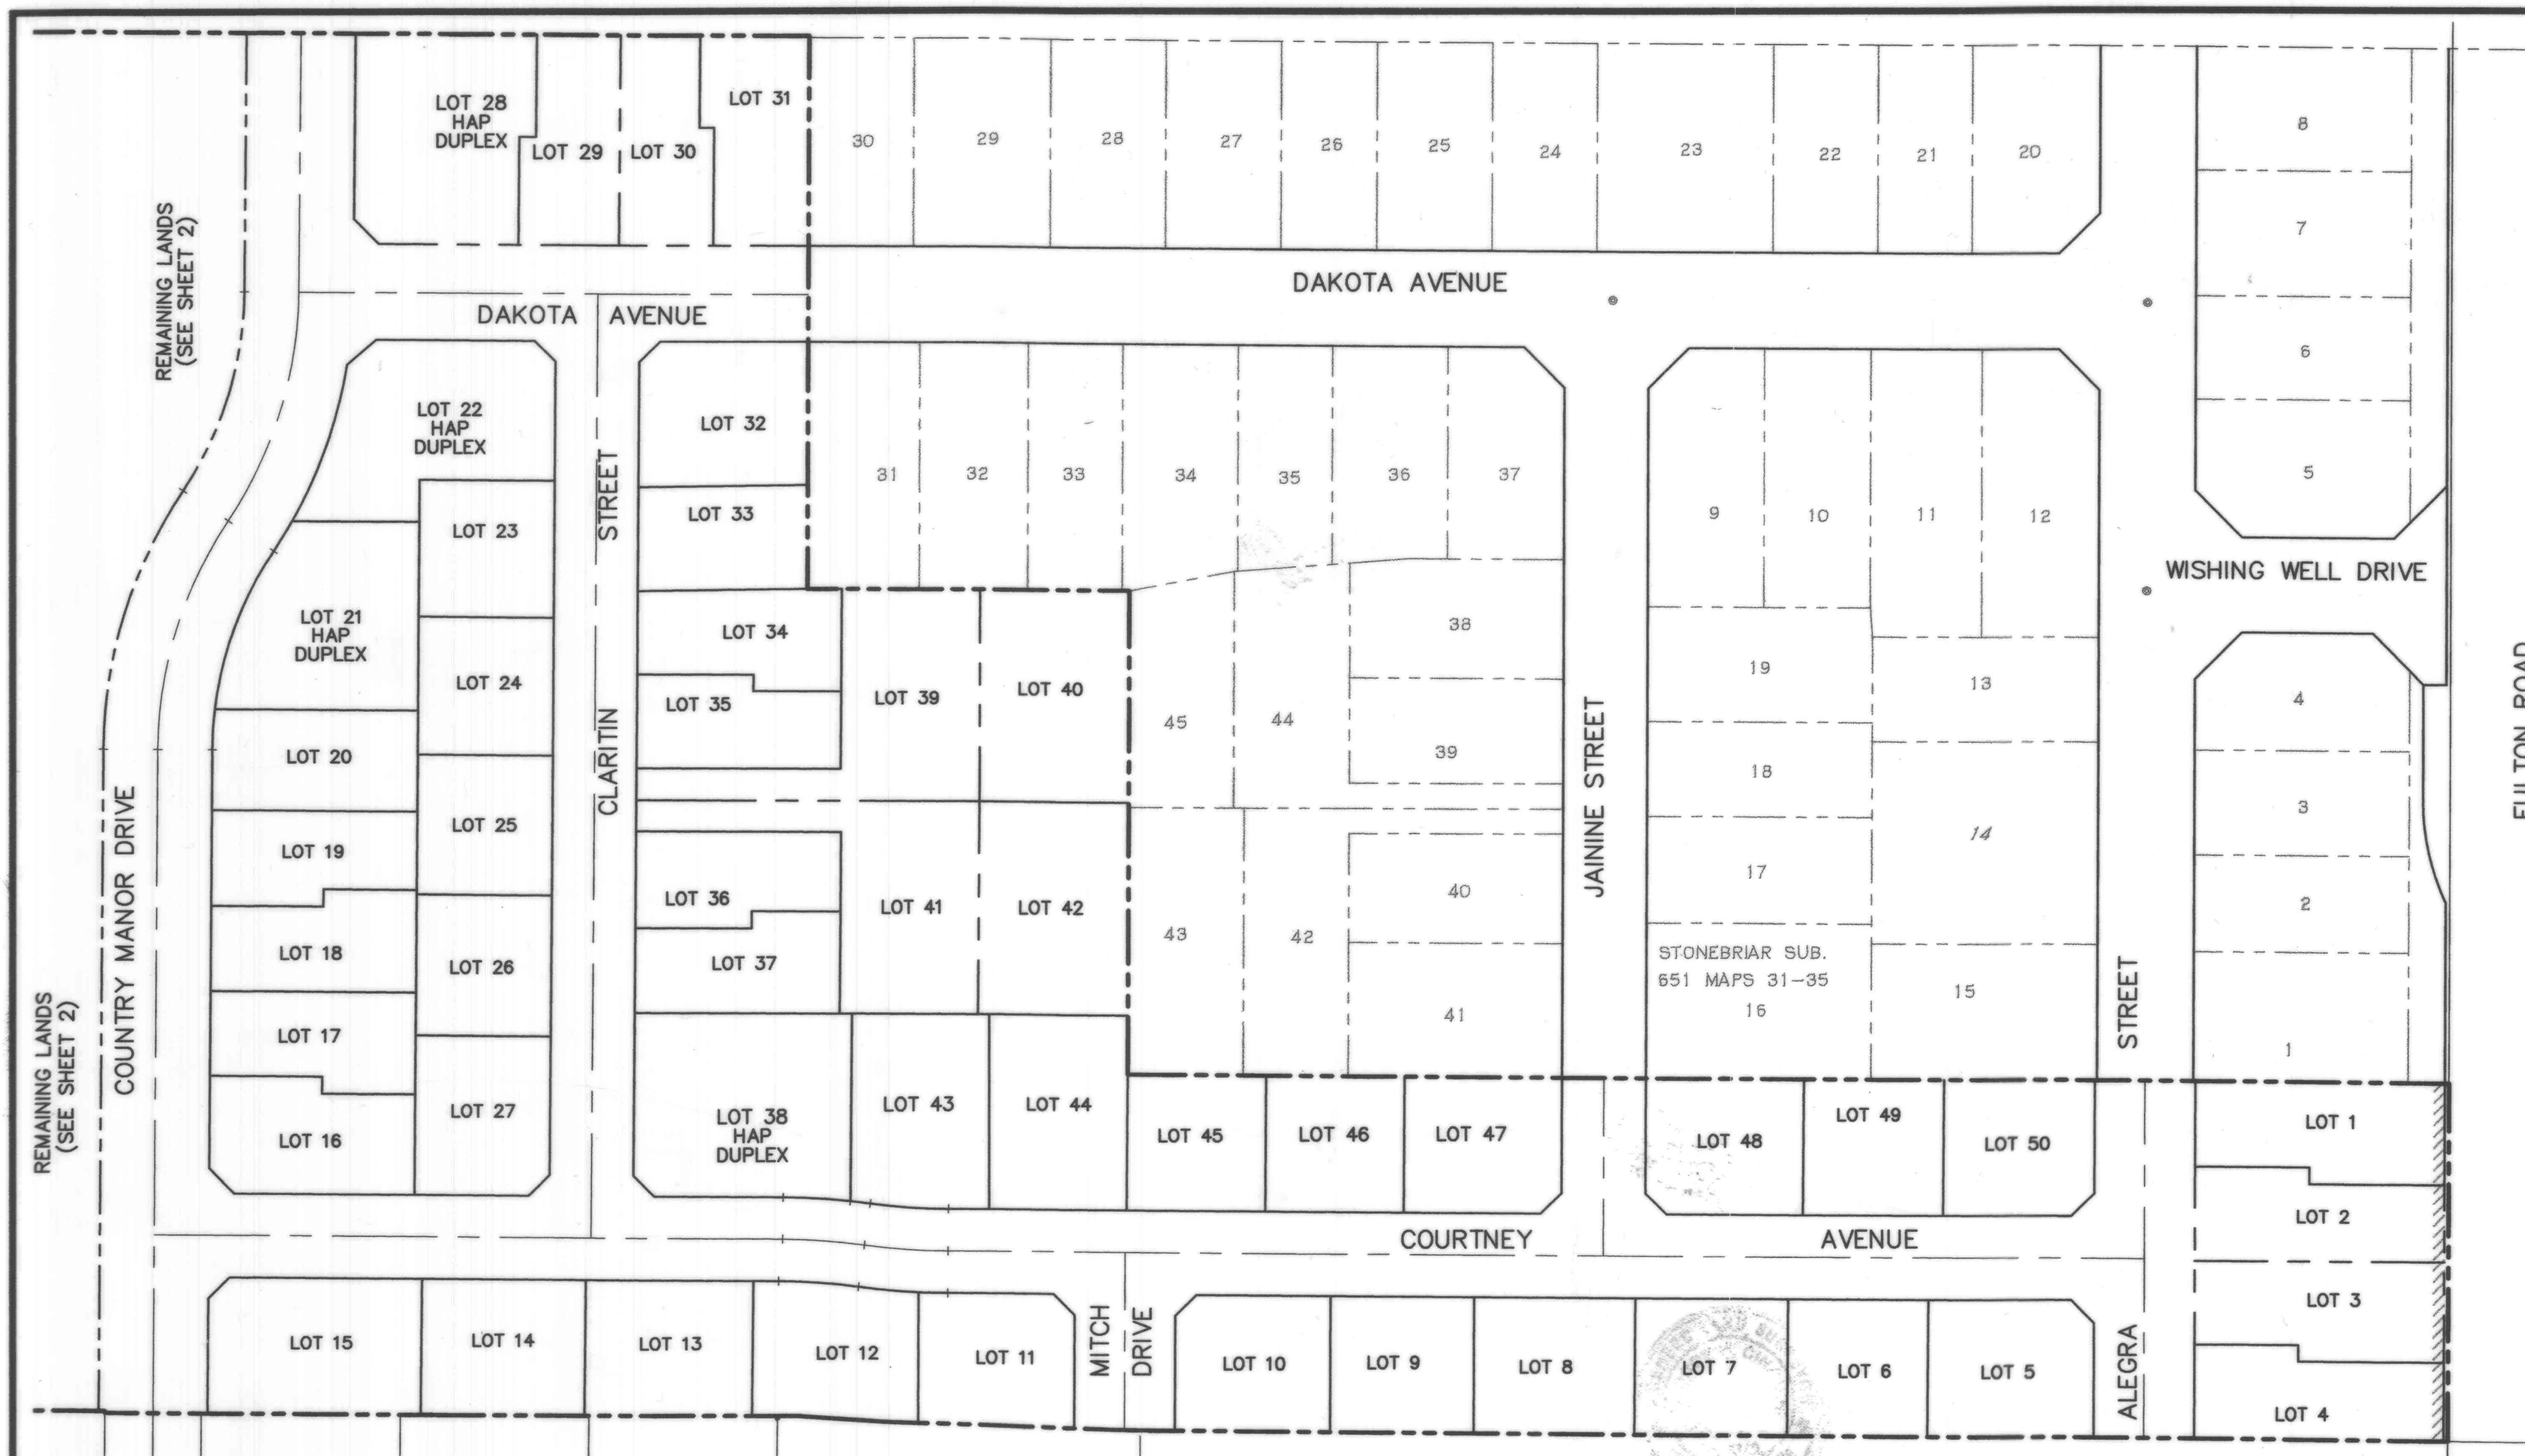 LOT 28
HAP
DUPLEX
LOT 29
LOT 30
LOT 31
30
29
28
27
26
25
24
23
22
21
20
8
7
6
5
REMAINING LANDS
(SEE SHEET 2)
DAKOTA AVENUE
DAKOTA AVENUE
LOT 22
HAP
DUPLEX
LOT 23
LOT 21
HAP
DUPLEX
LOT 24
LOT 20
LOT 25
LOT 19
LOT 18
LOT 26
LOT 17
LOT 16
LOT 27
COUNTRY MANOR DRIVE
REMAINING LANDS
(SEE SHEET 2)
CLARITIN STREET
LOT 32
LOT 33
LOT 34
LOT 35
LOT 39
LOT 40
LOT 36
LOT 37
LOT 41
LOT 42
LOT 38
HAP
DUPLEX
LOT 43
LOT 44
31
32
33
34
35
36
37
38
39
45
44
43
42
40
41
LOT 45
LOT 46
LOT 47
JAININE STREET
9
10
11
12
19
13
18
14
17
STONEBRIAR SUB.
651 MAPS 31-35
16
15
LOT 48
LOT 49
LOT 50
WISHING WELL DRIVE
4
3
2
1
FULTON ROAD
ALEGRA STREET
LOT 1
LOT 2
LOT 3
LOT 4
COURTNEY AVENUE
LOT 15
LOT 14
LOT 13
LOT 12
LOT 11
MITCH DRIVE
LOT 10
LOT 9
LOT 8
LOT 7
LOT 6
LOT 5